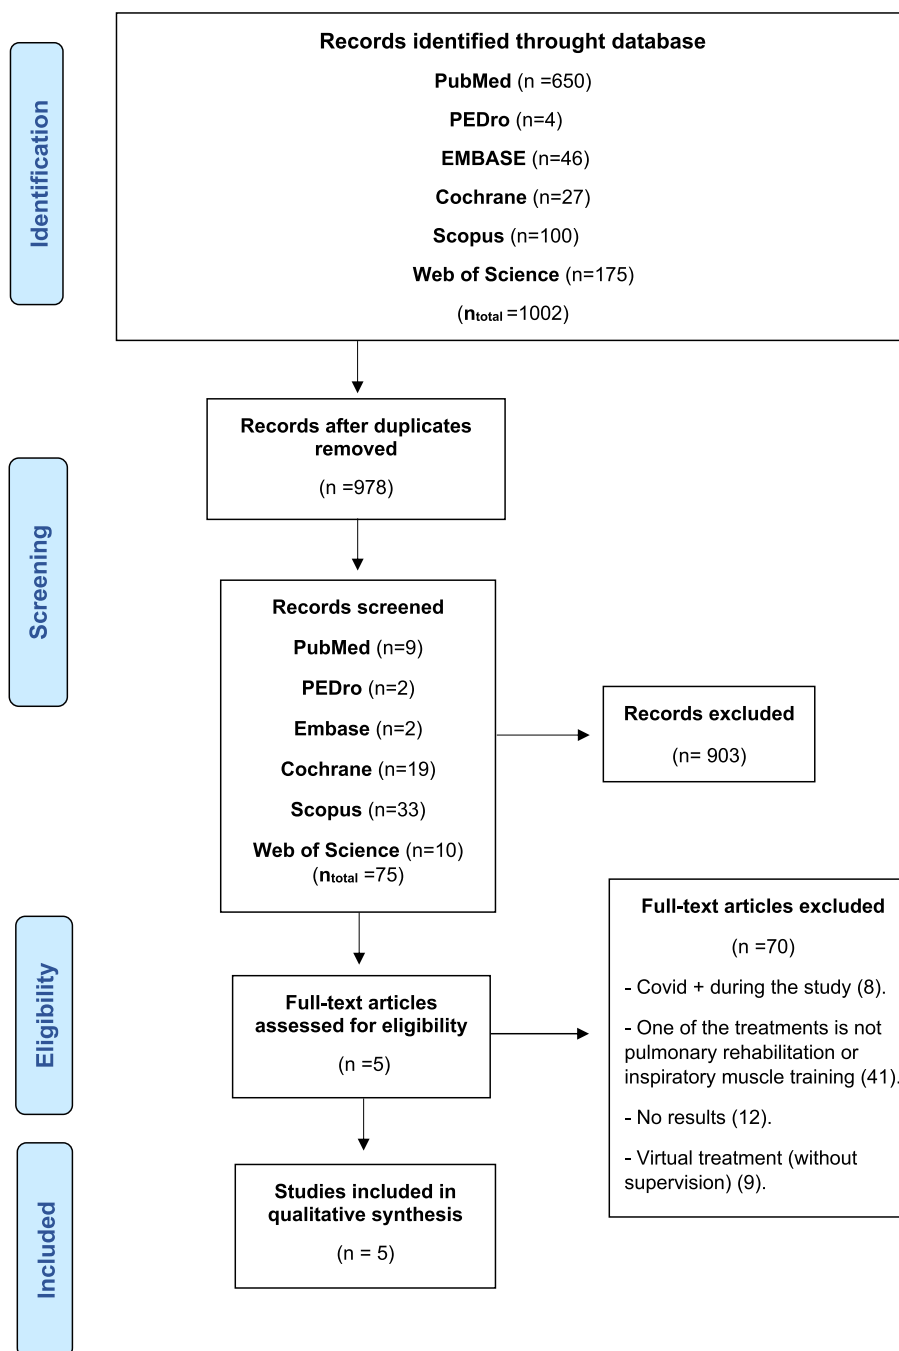 Identification
Records identified throught database
PubMed (n =650)
PEDro (n=4)
EMBASE (n=46)
Cochrane (n=27)
Scopus (n=100)
Web of Science (n=175)
(ntotal =1002)
Screening
Records after duplicates
removed
(n =978)
Records screened
PubMed (n=9)
PEDro (n=2)
Embase (n=2)
Cochrane (n=19)
Scopus (n=33)
Web of Science (n=10)
(ntotal =75)
Records excluded
(n= 903)
Eligibility
Full-text articles
assessed for eligibility
(n =5)
Full-text articles excluded
(n =70)
- Covid + during the study (8).
- One of the treatments is not
pulmonary rehabilitation or
inspiratory muscle training (41).
- No results (12).
- Virtual treatment (without
supervision) (9).
Included
Studies included in
qualitative synthesis
(n = 5)